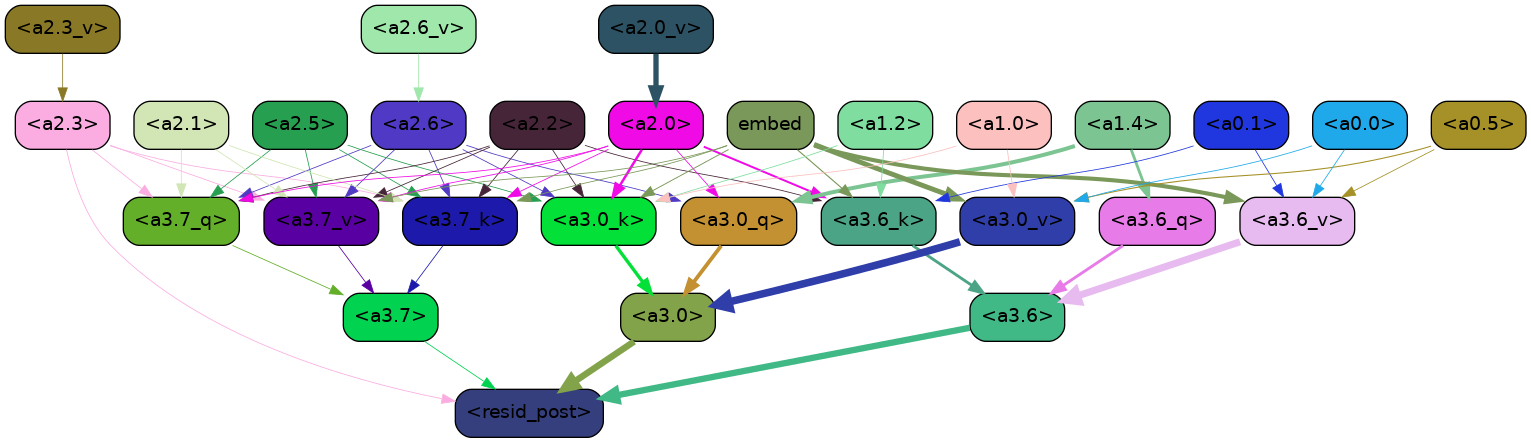 <a2.3_v> <a2.6_v> <a2.0_v>
<a2.3> <a2.1> <a2.5> <a2.6> <a2.2> <a2.0> embed <a1.2> <a1.0> <a1.4> <a0.1> <a0.0> <a0.5>
<a3.7_q> <a3.7_v> <a3.7_k> <a3.0_k> <a3.0_q> <a3.6_k> <a3.0_v> <a3.6_q> <a3.6_v>
<a3.7> <a3.0> <a3.6>
<resid_post>